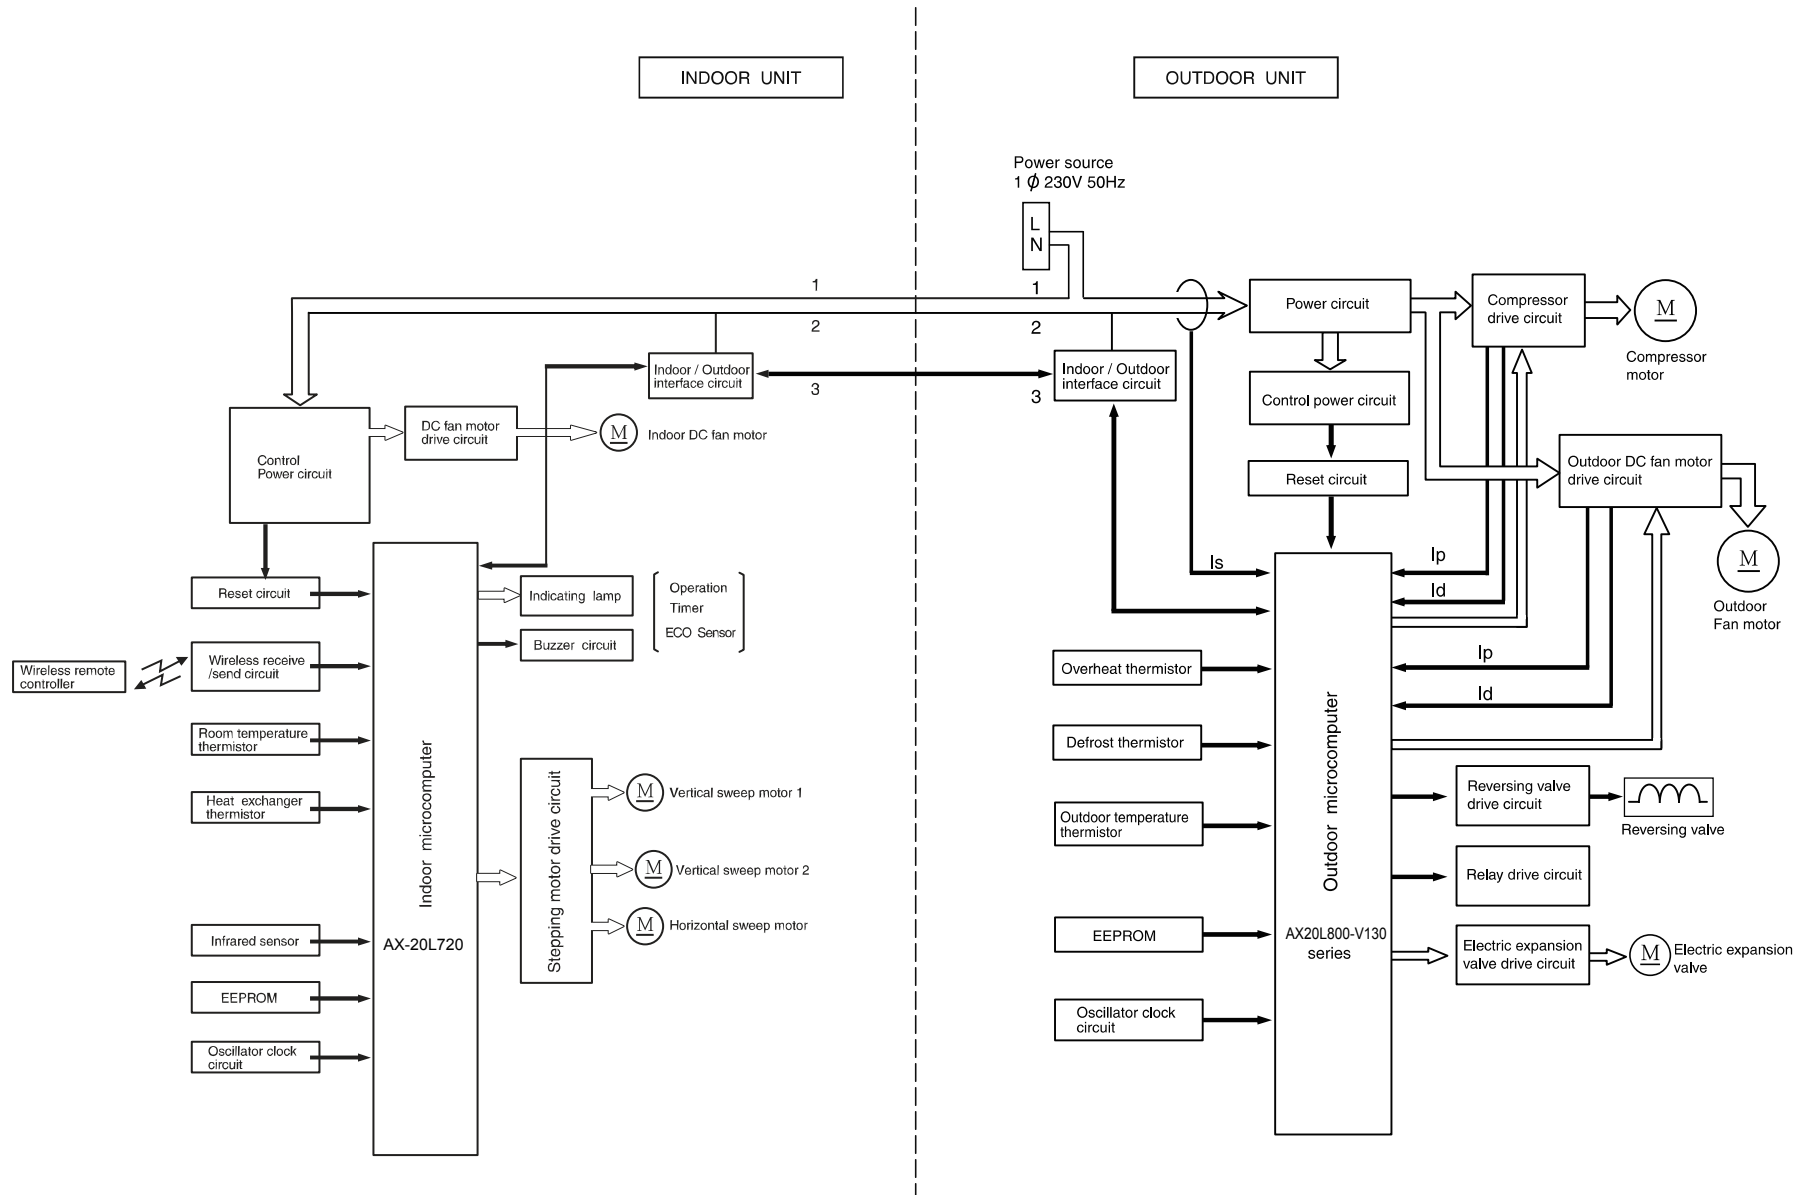 INDOOR UNIT
OUTDOOR UNIT
Power source
1 ϕ 230V 50Hz
L
N
1
2
3
1
2
3
Indoor / Outdoor
interface circuit
Control
Power circuit
DC fan motor
drive circuit
M
Indoor DC fan motor
Reset circuit
Indicating lamp
Operation
Timer
ECO Sensor
Buzzer circuit
Wireless remote
controller
Wireless receive
/send circuit
Room temperature
thermistor
Heat exchanger
thermistor
Infrared sensor
EEPROM
Oscillator clock
circuit
Indoor microcomputer
AX-20L720
Stepping motor drive circuit
M
Vertical sweep motor 1
M
Vertical sweep motor 2
M
Horizontal sweep motor
Indoor / Outdoor
interface circuit
Power circuit
Compressor
drive circuit
M
Compressor
motor
Control power circuit
Reset circuit
Outdoor DC fan motor
drive circuit
M
Outdoor
Fan motor
Is
Ip
Id
Ip
Id
Overheat thermistor
Defrost thermistor
Outdoor temperature
thermistor
EEPROM
Oscillator clock
circuit
Outdoor microcomputer
AX20L800-V130
series
Reversing valve
drive circuit
Reversing valve
Relay drive circuit
Electric expansion
valve drive circuit
M
Electric expansion
valve